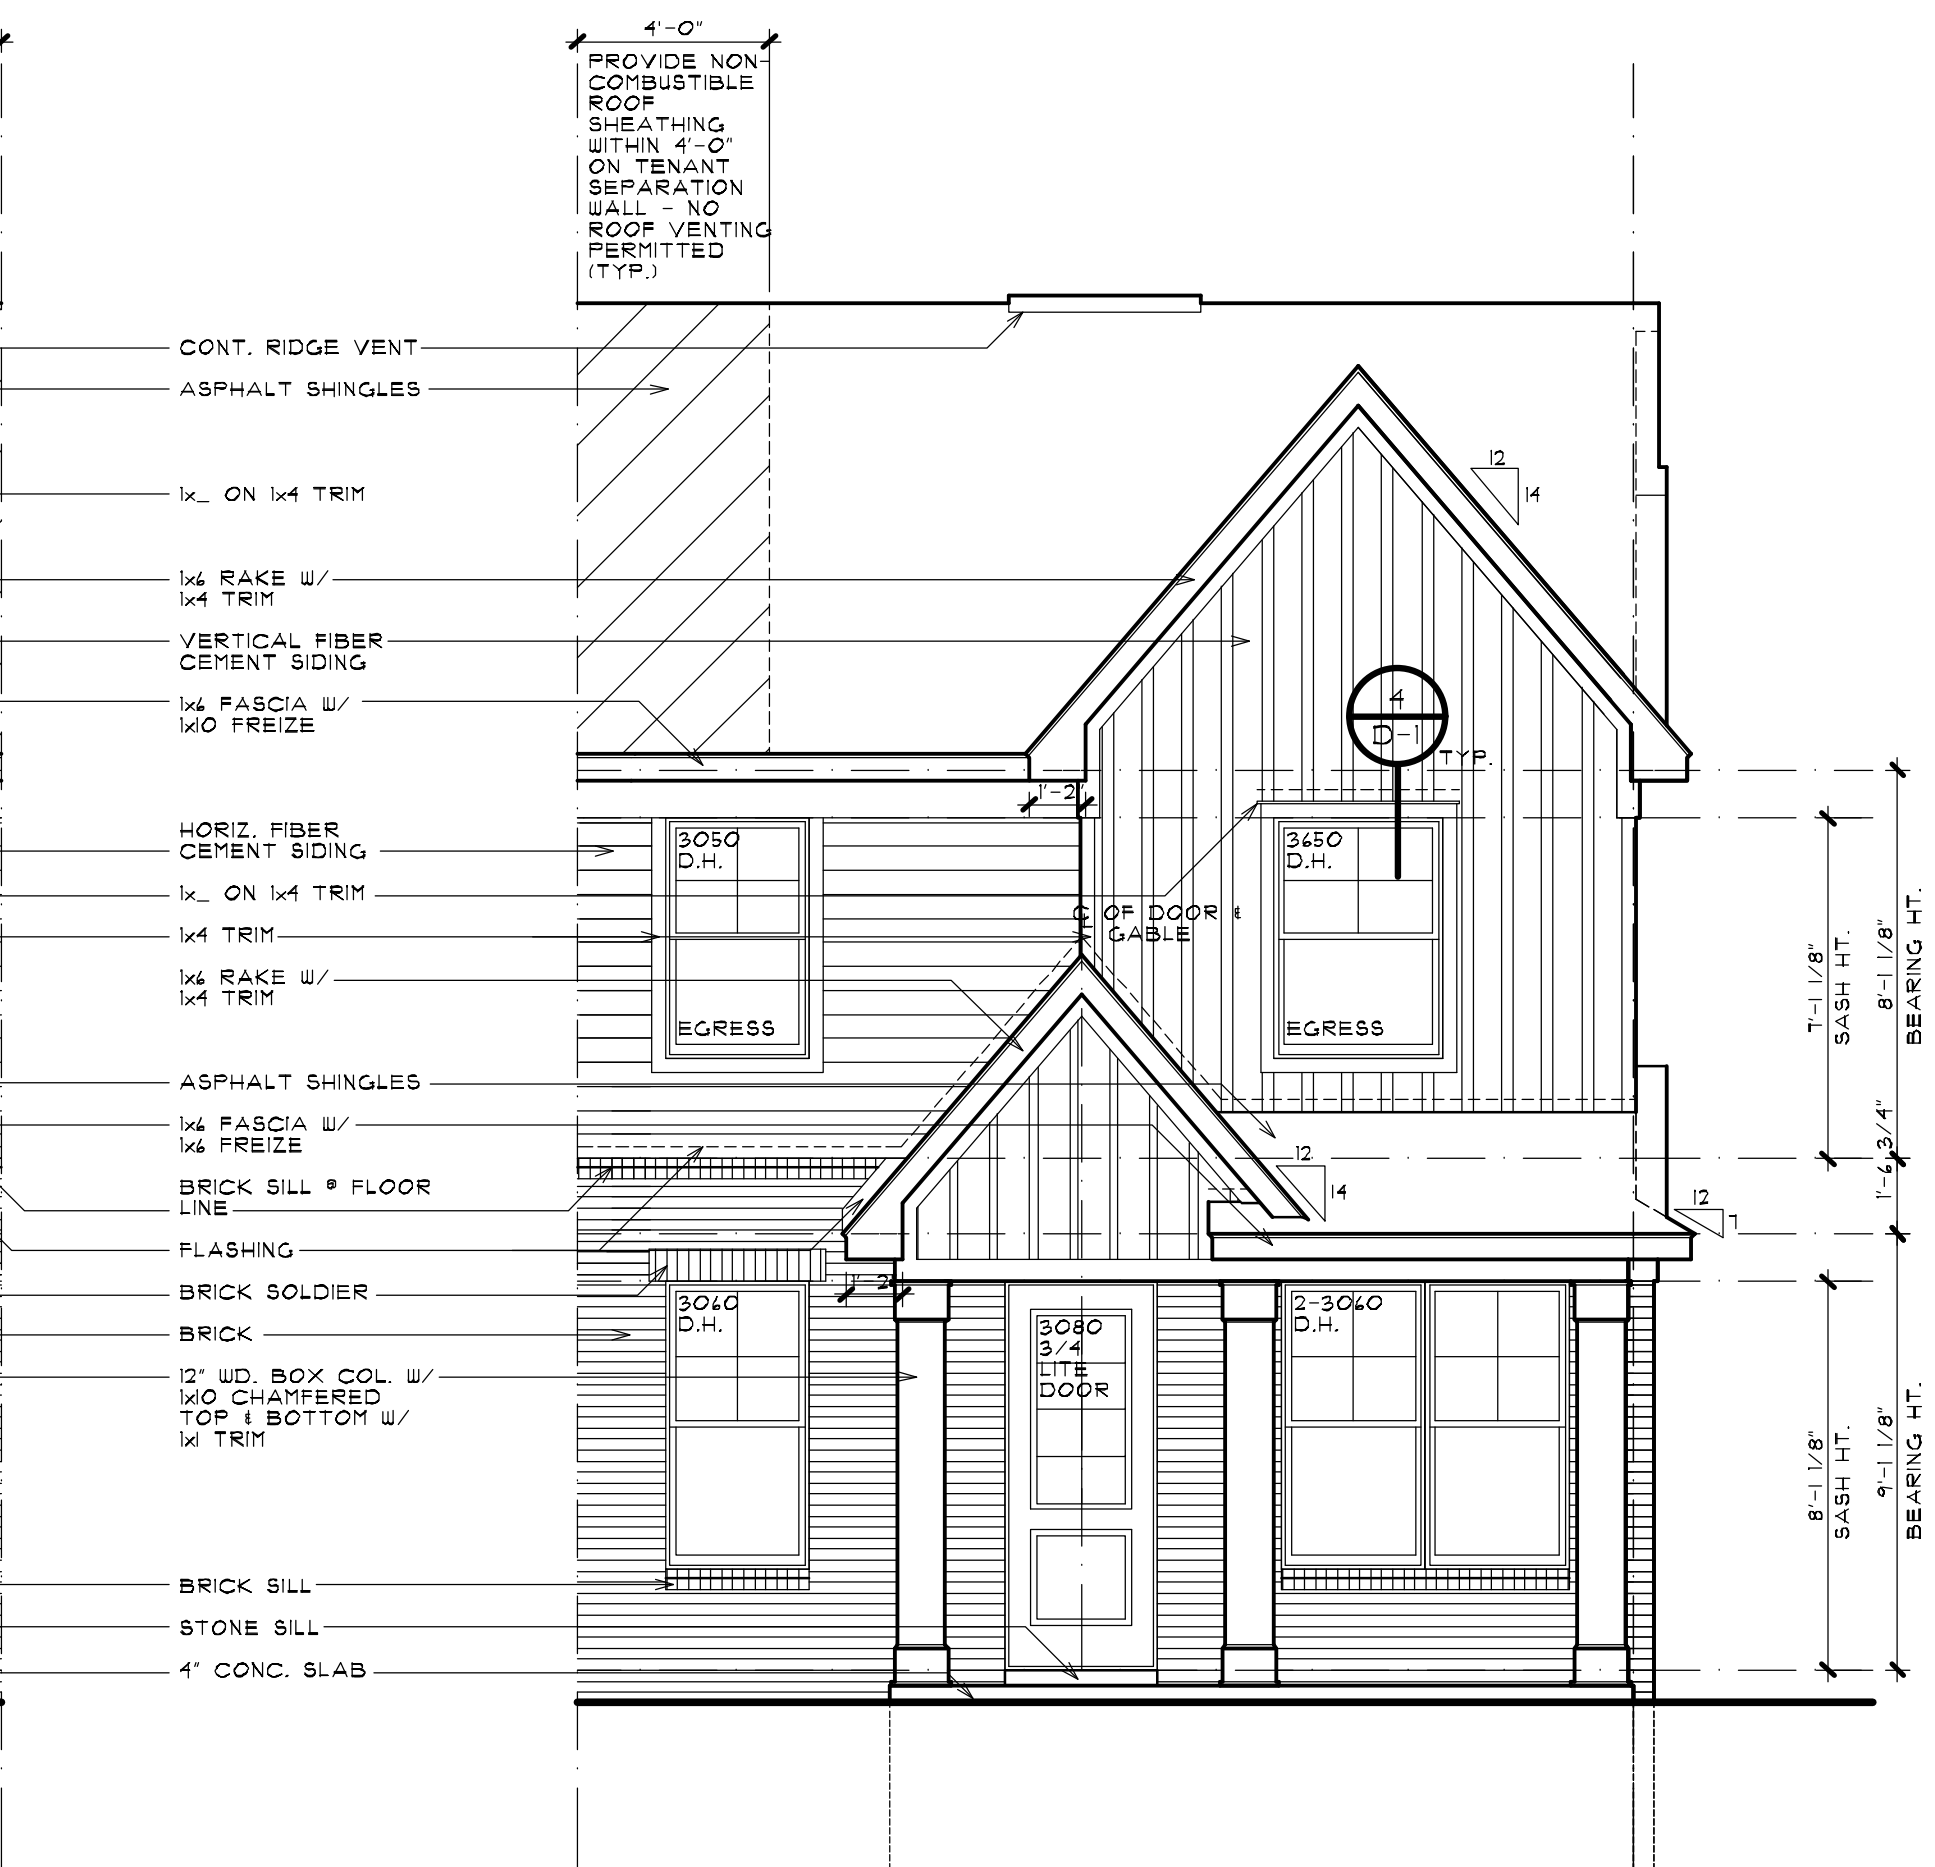 4'-0"
PROVIDE NON-
COMBUSTIBLE
ROOF
SHEATHING
WITHIN 4'-0"
ON TENANT
SEPARATION
WALL - NO
ROOF VENTING
PERMITTED
(TYP.)
CONT. RIDGE VENT
ASPHALT SHINGLES
1x_ ON 1x4 TRIM
1x6 RAKE W/
1x4 TRIM
VERTICAL FIBER
CEMENT SIDING
1x6 FASCIA W/
1x10 FREIZE
HORIZ. FIBER
CEMENT SIDING
1x_ ON 1x4 TRIM
1x4 TRIM
1x6 RAKE W/
1x4 TRIM
ASPHALT SHINGLES
1x6 FASCIA W/
1x6 FREIZE
BRICK SILL @ FLOOR
LINE
FLASHING
BRICK SOLDIER
BRICK
12" WD. BOX COL. W/
1x10 CHAMFERED
TOP & BOTTOM W/
1x1 TRIM
BRICK SILL
STONE SILL
4" CONC. SLAB
12
14
4
D-1
TYP.
1'-2"
3050
D.H.
EGRESS
3650
D.H.
EGRESS
CL OF DOOR &
GABLE
12
14
12
7
1'-2"
3060
D.H.
3080
3/4
LITE
DOOR
2-3060
D.H.
7'-1 1/8"
SASH HT.
8'-1 1/8"
BEARING HT.
1'-6 3/4"
8'-1 1/8"
SASH HT.
9'-1 1/8"
BEARING HT.